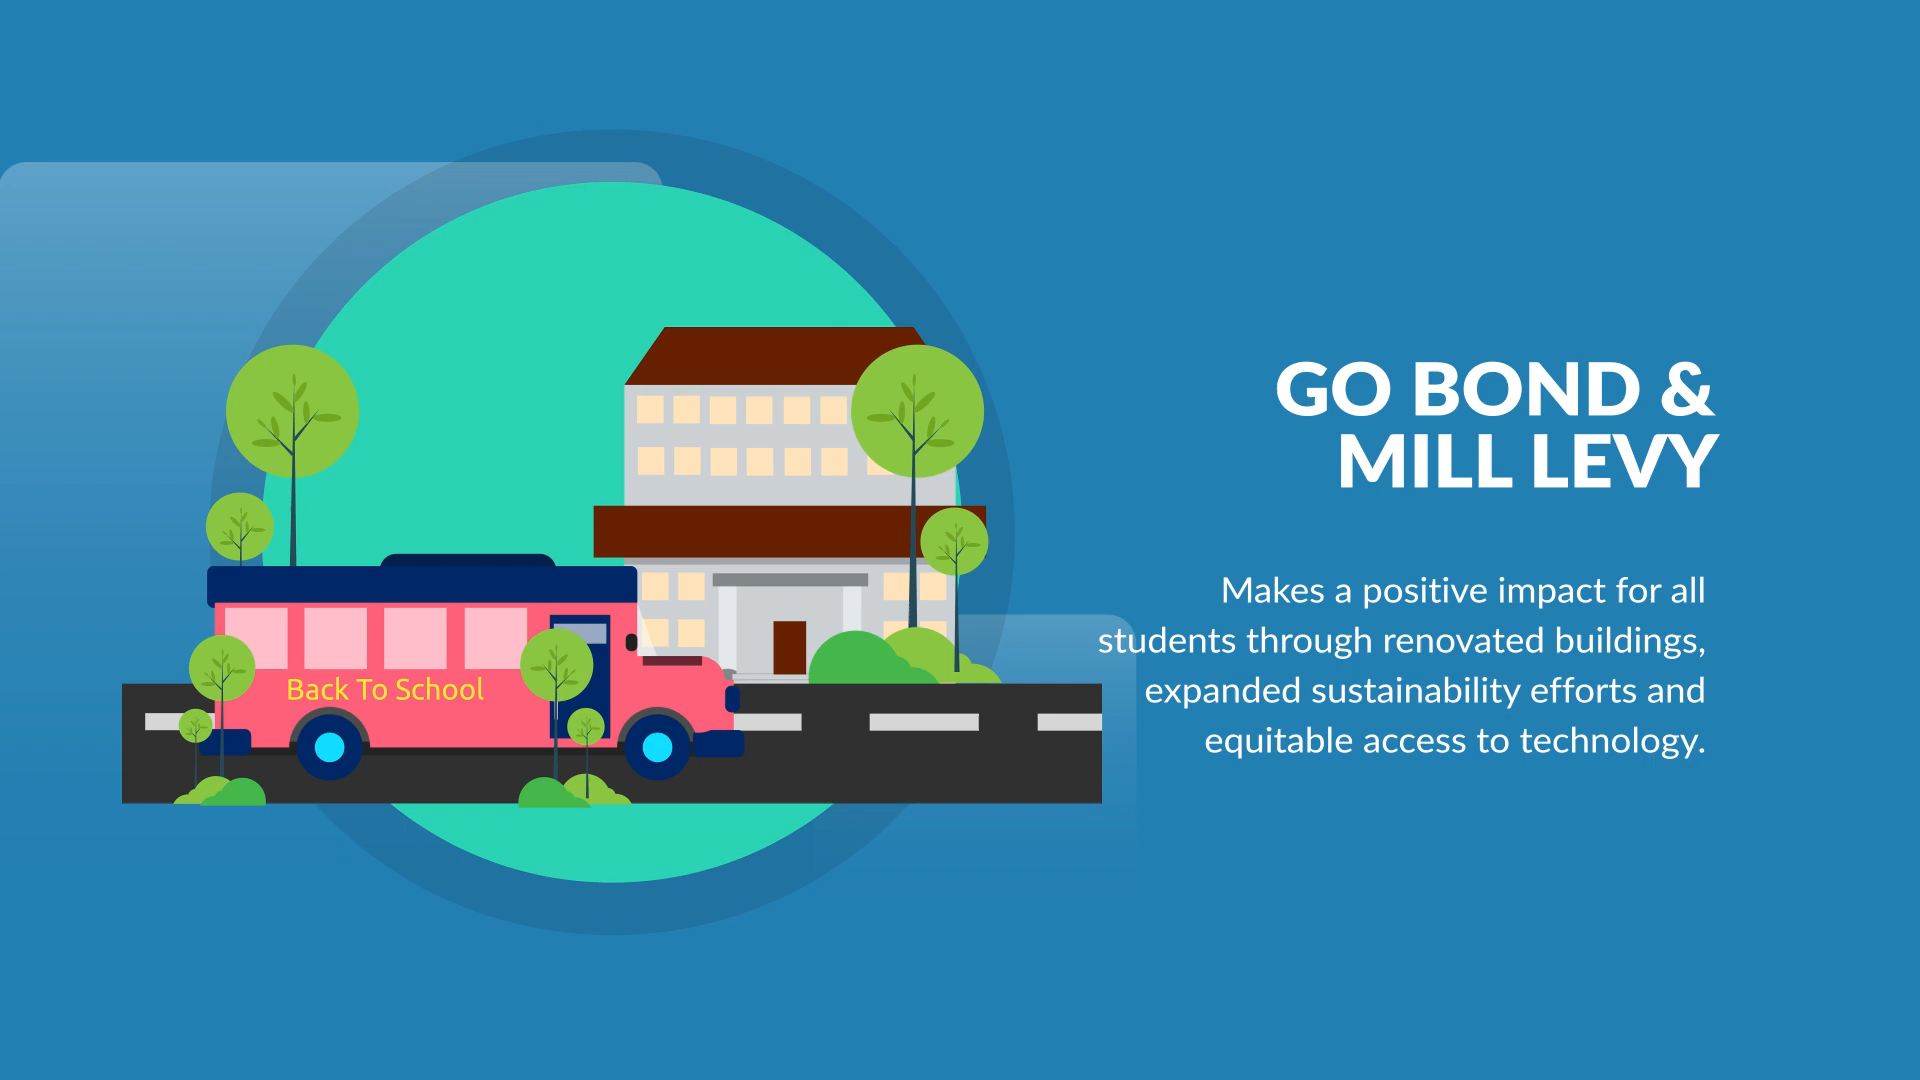 GO BOND &
MILL LEVY
Makes a positive impact for all
students through renovated buildings,
expanded sustainability efforts and
equitable access to technology.
Back To School